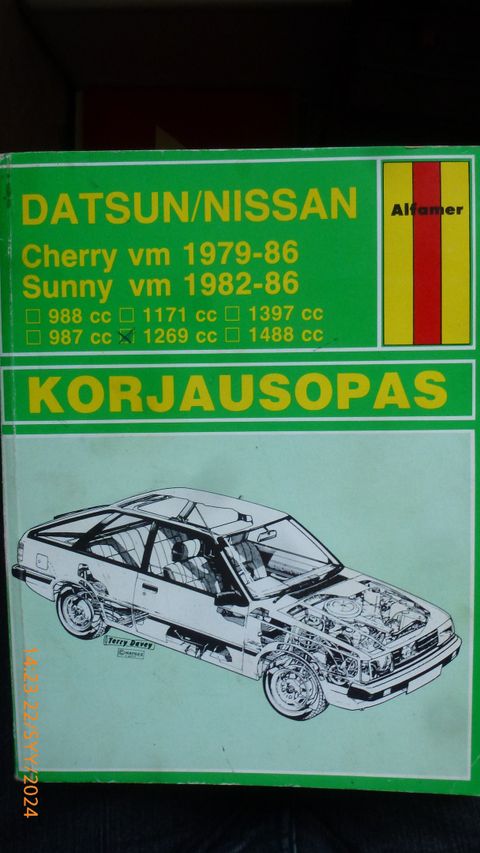 DATSUN/NISSAN
Alfamer
Cherry vm 1979-86
Sunny vm 1982-86
☐ 988 cc ☐ 1171 cc ☐ 1397 cc
☐ 987 cc ☒ 1269 cc ☐ 1488 cc
KORJAUSOPAS
Terry Davey
© HAYNES
14.23 22/SYY/2024